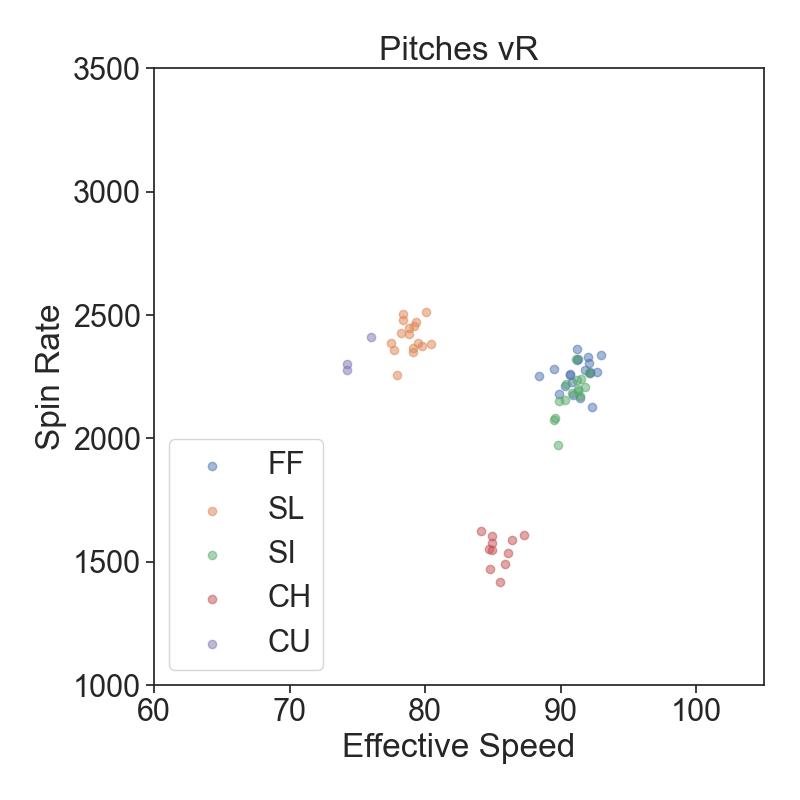 Pitches vR
3500
3000
2500
2000
1500
1000
Spin Rate
FF
SL
SI
CH
CU
60 70 80 90 100
Effective Speed